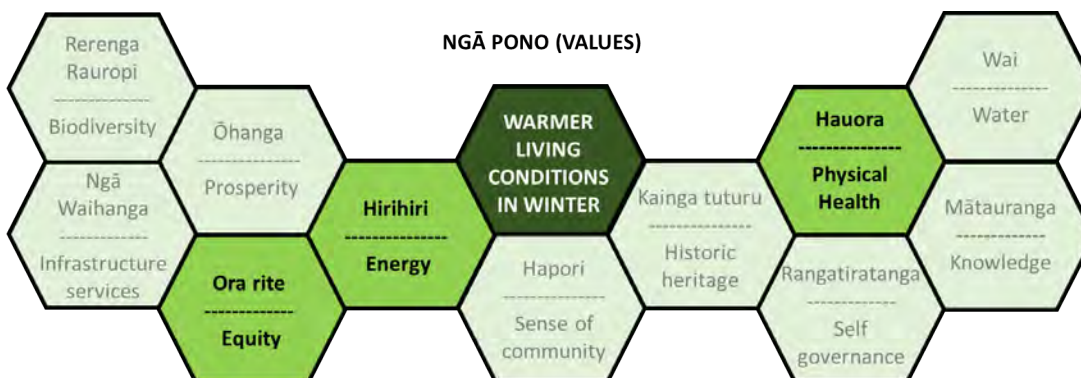 NGĀ PONO (VALUES)
Rerenga
Rauropi
---------------
Biodiversity
Ngā
Waihanga
---------------
Infrastructure
services
Ōhanga
---------------
Prosperity
Ora rite
---------------
Equity
Hirihiri
---------------
Energy
WARMER
LIVING
CONDITIONS
IN WINTER
Hapori
---------------
Sense of
community
Kainga tuturu
---------------
Historic
heritage
Hauora
---------------
Physical
Health
Rangatiratanga
---------------
Self
governance
Wai
---------------
Water
Mātauranga
---------------
Knowledge